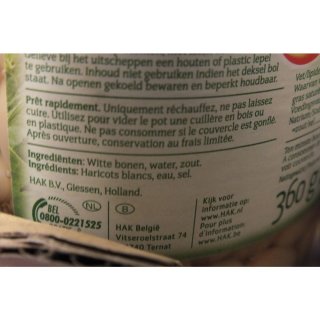 Gelieve bij het uitscheppen een houten of plastic lepel
te gebruiken. Inhoud niet gebruiken indien het deksel bol
staat. Na openen gekoeld bewaren en beperkt houdbaar.
Prêt rapidement. Uniquement réchauffez, ne pas laissez
cuire. Utilisez pour vider le pot une cuillère en bois ou
en plastique. Ne pas consommer si le couvercle est gonflé.
Après ouverture, conservation au frais limitée.
Ingrediënten: Witte bonen, water, zout.
Ingrédients: Haricots blancs, eau, sel.
HAK B.V., Giessen, Holland.
BEL
0800-0221525
NL
B
HAK België
Vitseroelstraat 74
Ternat
Kijk voor
informatie op:
www.HAK.nl
Pour plus
d'information:
www.HAK.be
360 g
HAK